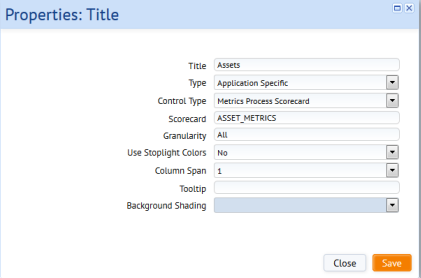 Properties: Title
Title Assets
Type Application Specific
Control Type Metrics Process Scorecard
Scorecard ASSET_METRICS
Granularity All
Use Stoplight Colors No
Column Span 1
Tooltip
Background Shading
Close Save